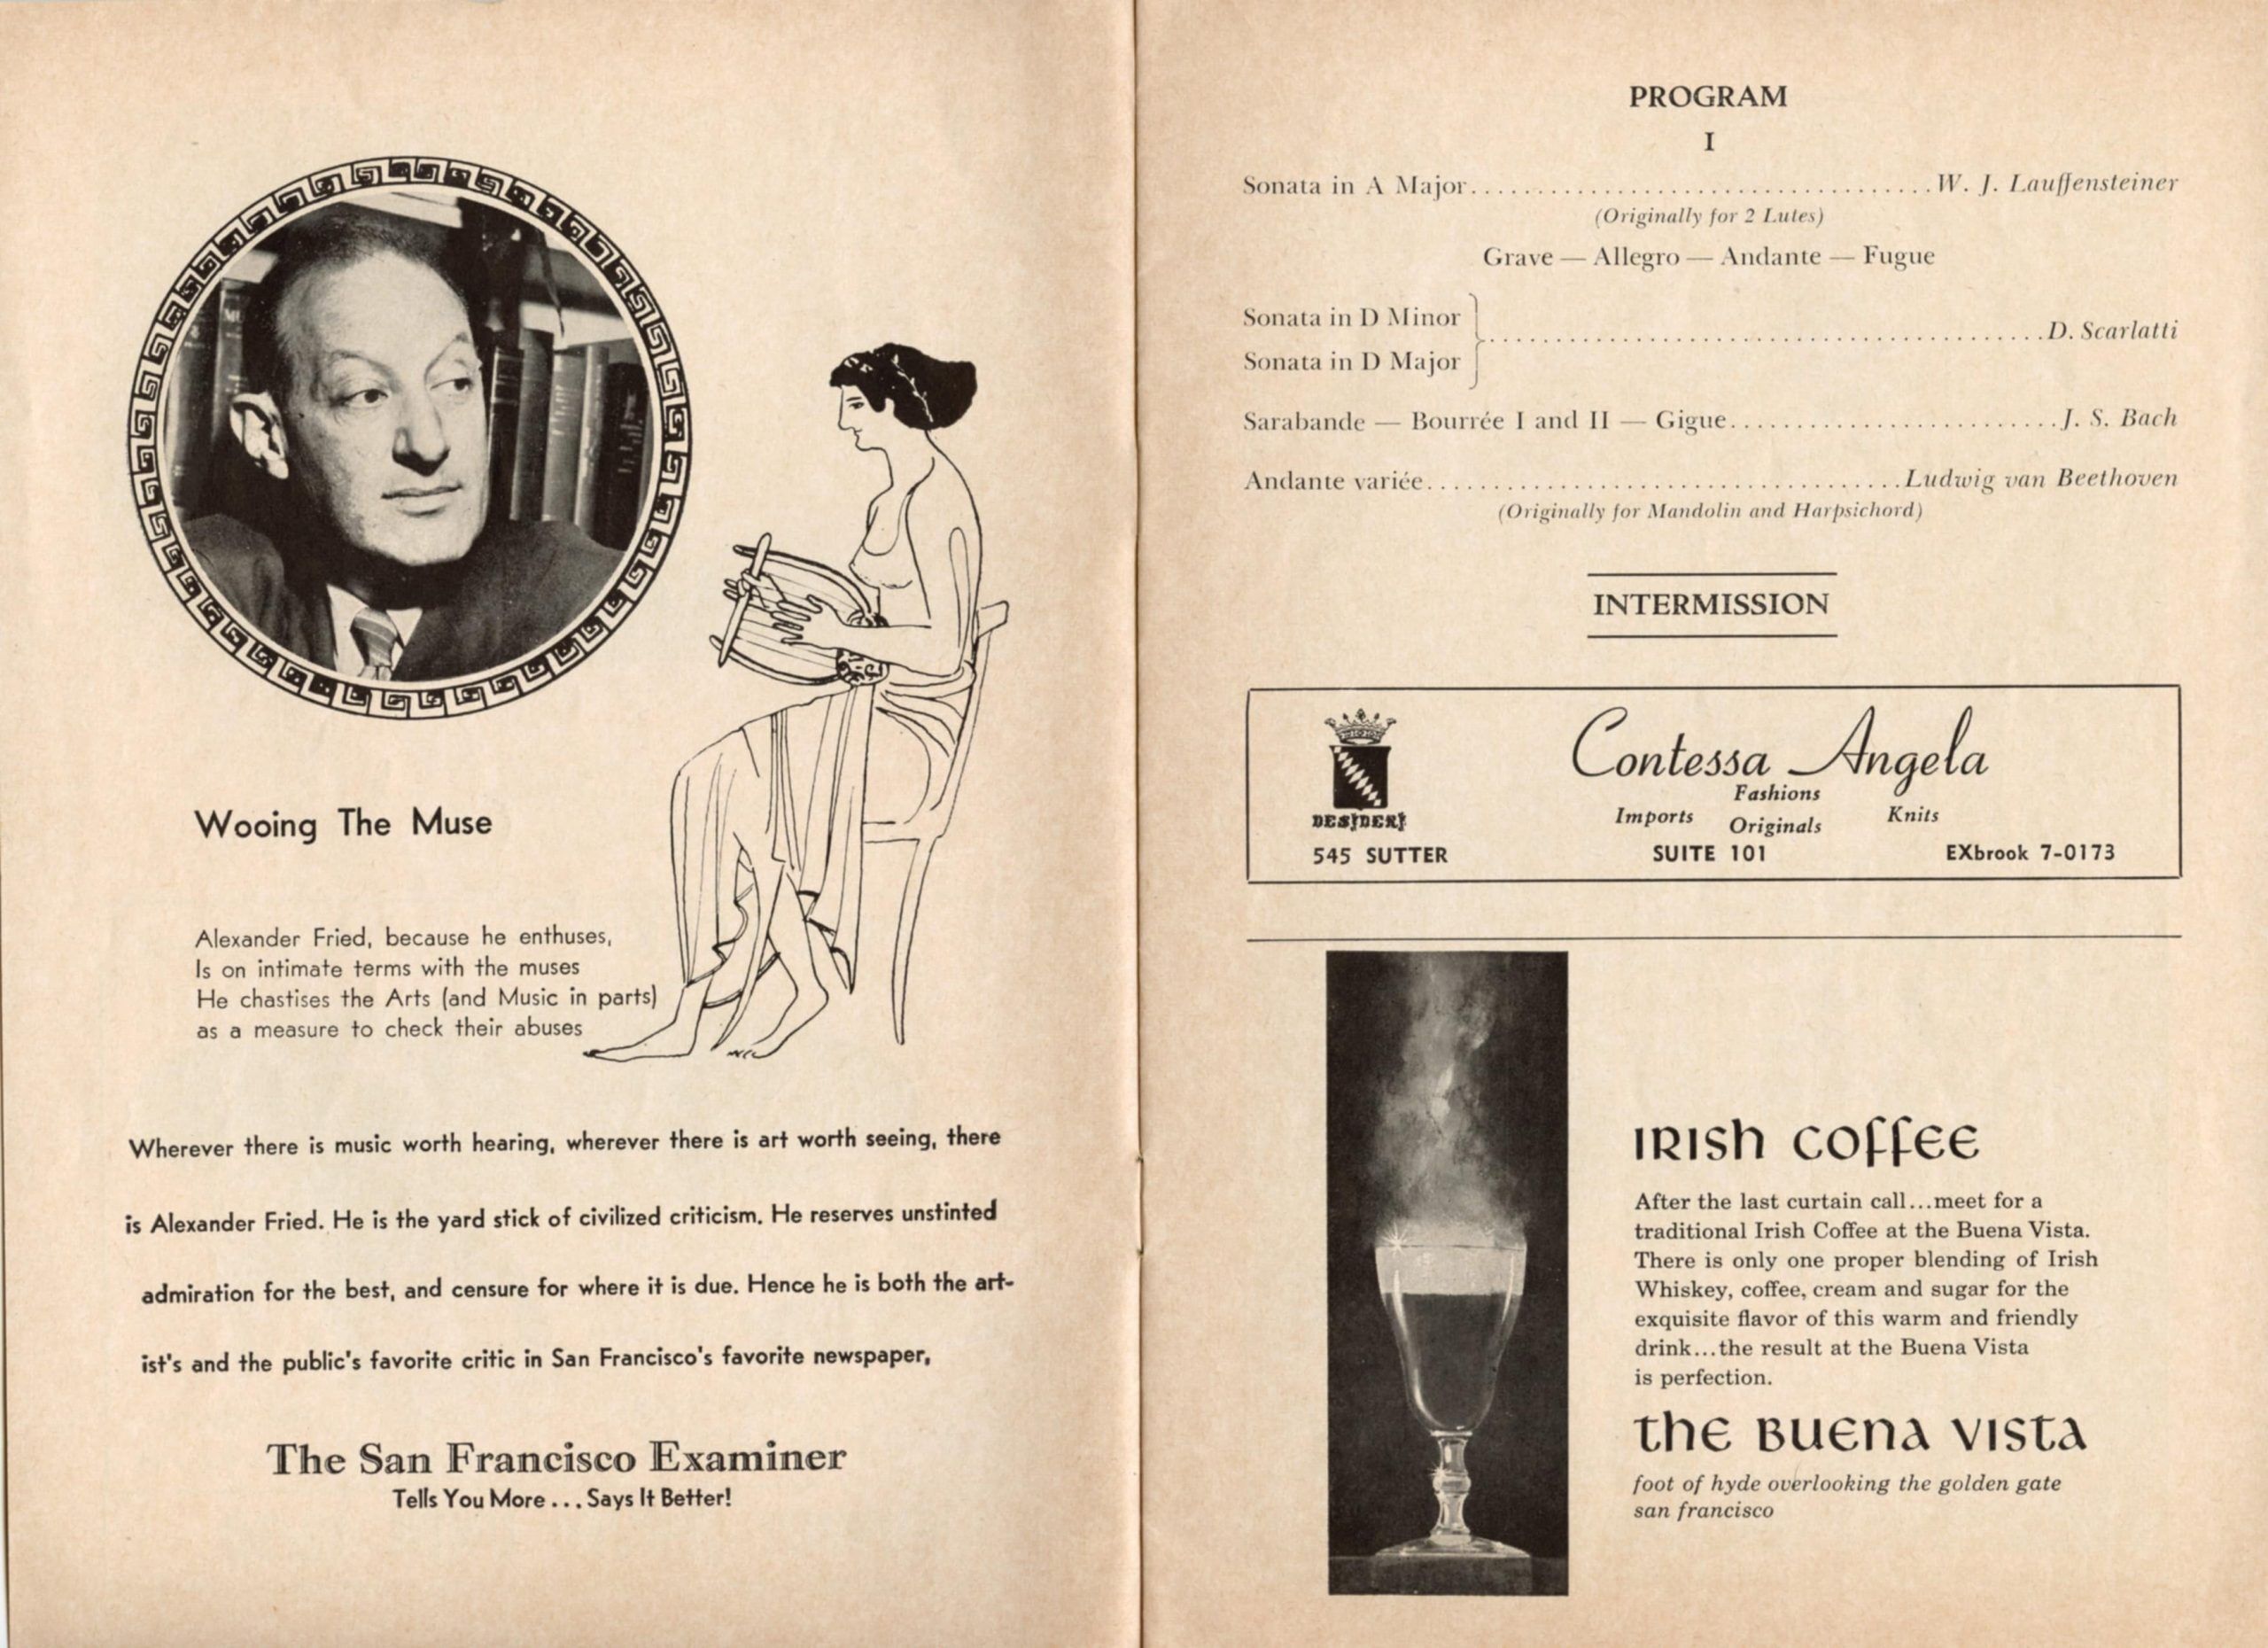 Wooing The Muse
Alexander Fried, because he enthuses,
Is on intimate terms with the muses
He chastises the Arts (and Music in parts)
as a measure to check their abuses
Wherever there is music worth hearing, wherever there is art worth seeing, there
is Alexander Fried. He is the yard stick of civilized criticism. He reserves unstinted
admiration for the best, and censure for where it is due. Hence he is both the art-
ist's and the public's favorite critic in San Francisco's favorite newspaper,
The San Francisco Examiner
Tells You More . . . Says It Better!
PROGRAM
I
Sonata in A Major. . . . . . . . . . . . . . . . . . . . . . . . . . . . . . . . . . . W. J. Lauffensteiner
(Originally for 2 Lutes)
Grave — Allegro — Andante — Fugue
Sonata in D Minor
. . . . . . . . . . . . . . . . . . . . . . . . . . . . . . . . . . . . . . . . . . D. Scarlatti
Sonata in D Major
Sarabande — Bourrée I and II — Gigue. . . . . . . . . . . . . . . . . . . . . . . . . J. S. Bach
Andante variée. . . . . . . . . . . . . . . . . . . . . . . . . . . . . . . . . . . . Ludwig van Beethoven
(Originally for Mandolin and Harpsichord)
INTERMISSION
Contessa Angela
Fashions
Imports Knits
Originals
DESIDERI
545 SUTTER SUITE 101 EXbrook 7-0173
IRISH COFFEE
After the last curtain call...meet for a
traditional Irish Coffee at the Buena Vista.
There is only one proper blending of Irish
Whiskey, coffee, cream and sugar for the
exquisite flavor of this warm and friendly
drink...the result at the Buena Vista
is perfection.
the BUENA VISTA
foot of hyde overlooking the golden gate
san francisco